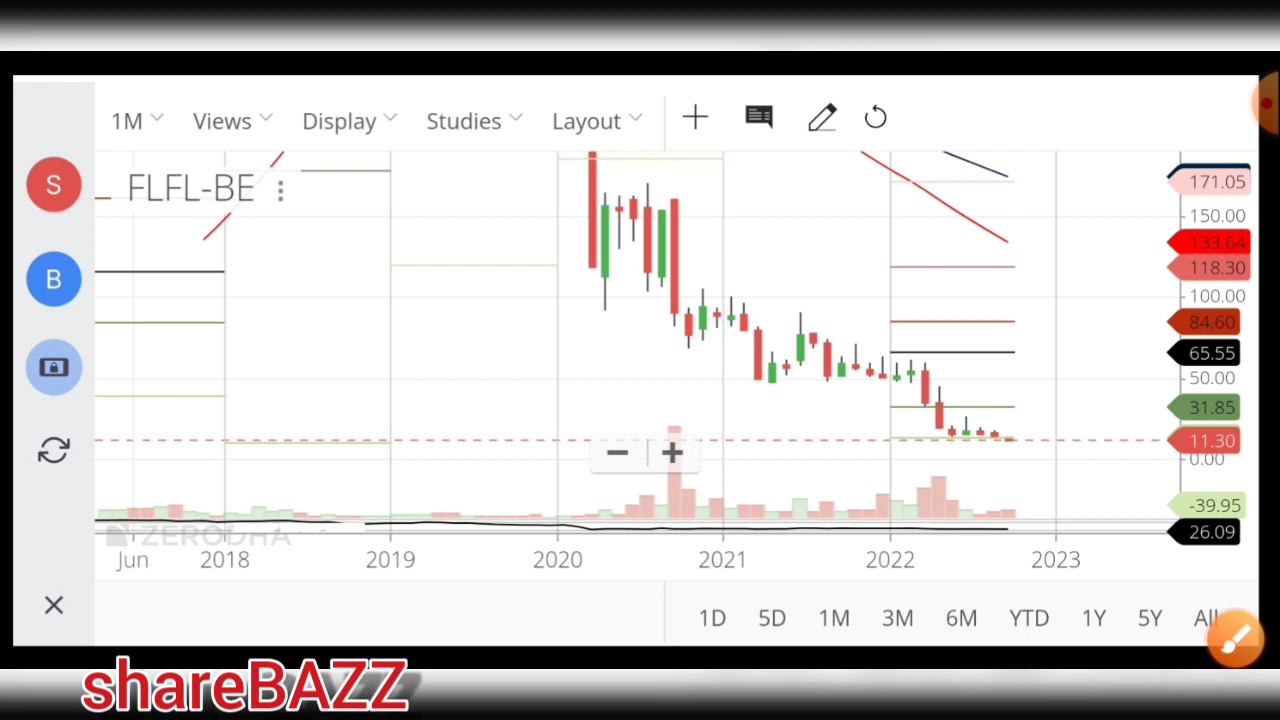 1M Views Display Studies Layout
S
FLFL-BE
B
171.05
150.00
133.64
118.30
100.00
84.60
65.55
50.00
31.85
11.30
0.00
-39.95
26.09
ZERODHA
Jun 2018 2019 2020 2021 2022 2023
1D 5D 1M 3M 6M YTD 1Y 5Y All
shareBAZZ